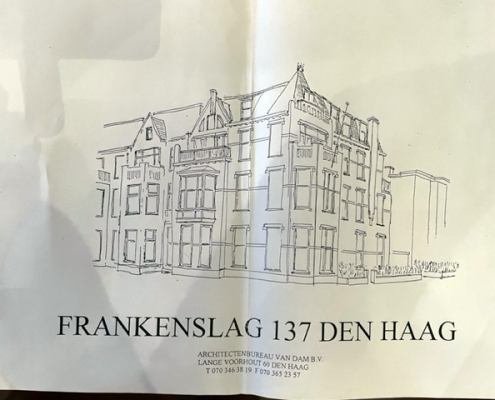 FRANKENSLAG 137 DEN HAAG
ARCHITECTENBUREAU VAN DAM B.V.
LANGE VOORHOUT 60 DEN HAAG
T 070 346 38 19 F 070 365 23 57